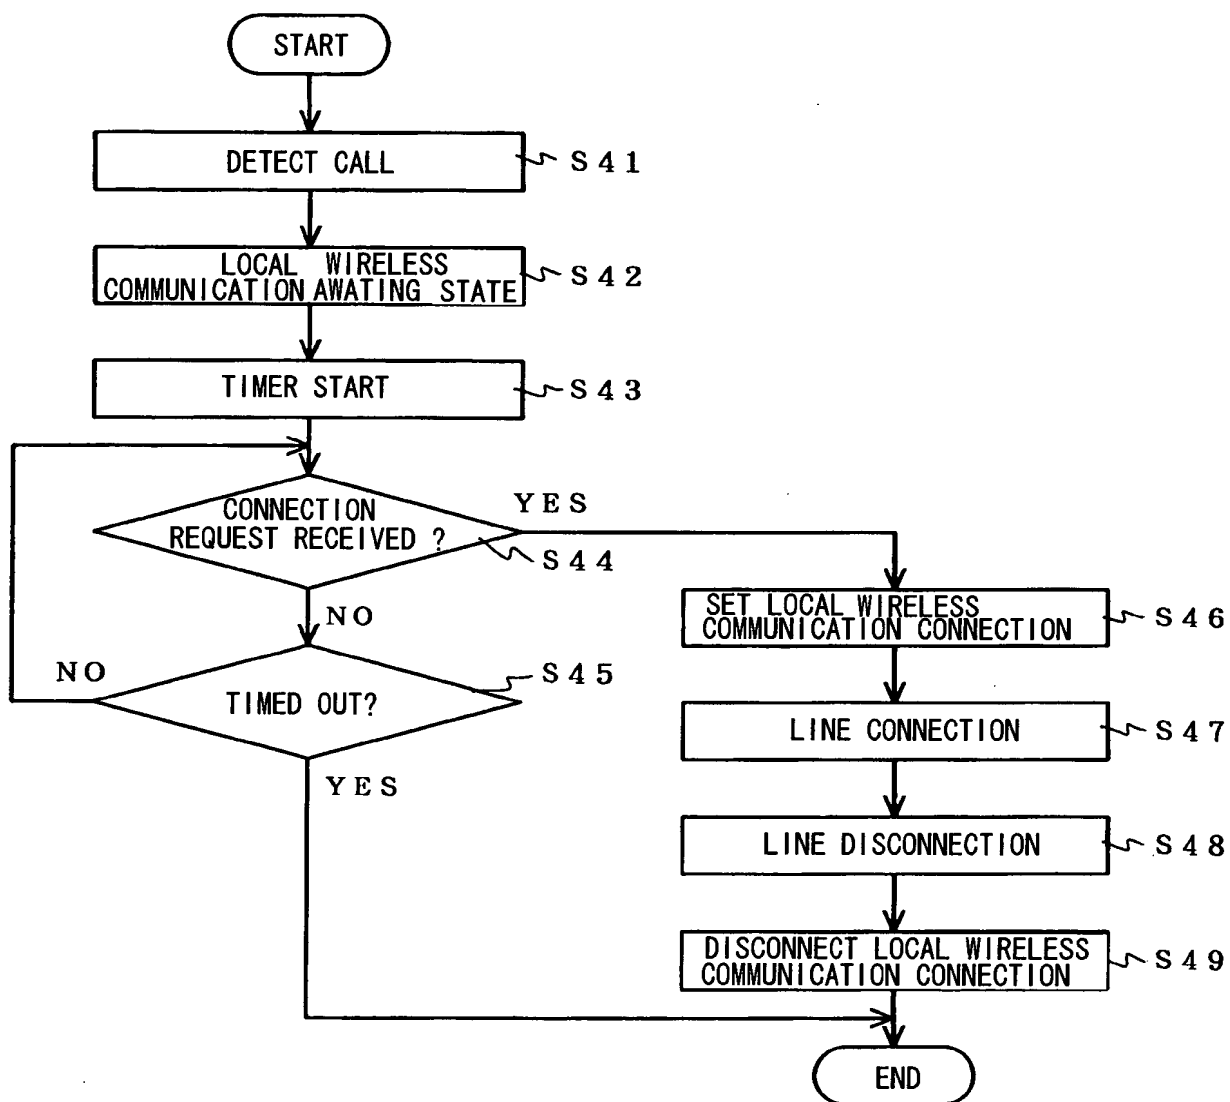 START
DETECT CALL
S41
LOCAL WIRELESS
COMMUNICATION AWATING STATE
S42
TIMER START
S43
CONNECTION
REQUEST RECEIVED ?
S44
YES
NO
TIMED OUT?
S45
NO
YES
SET LOCAL WIRELESS
COMMUNICATION CONNECTION
S46
LINE CONNECTION
S47
LINE DISCONNECTION
S48
DISCONNECT LOCAL WIRELESS
COMMUNICATION CONNECTION
S49
END